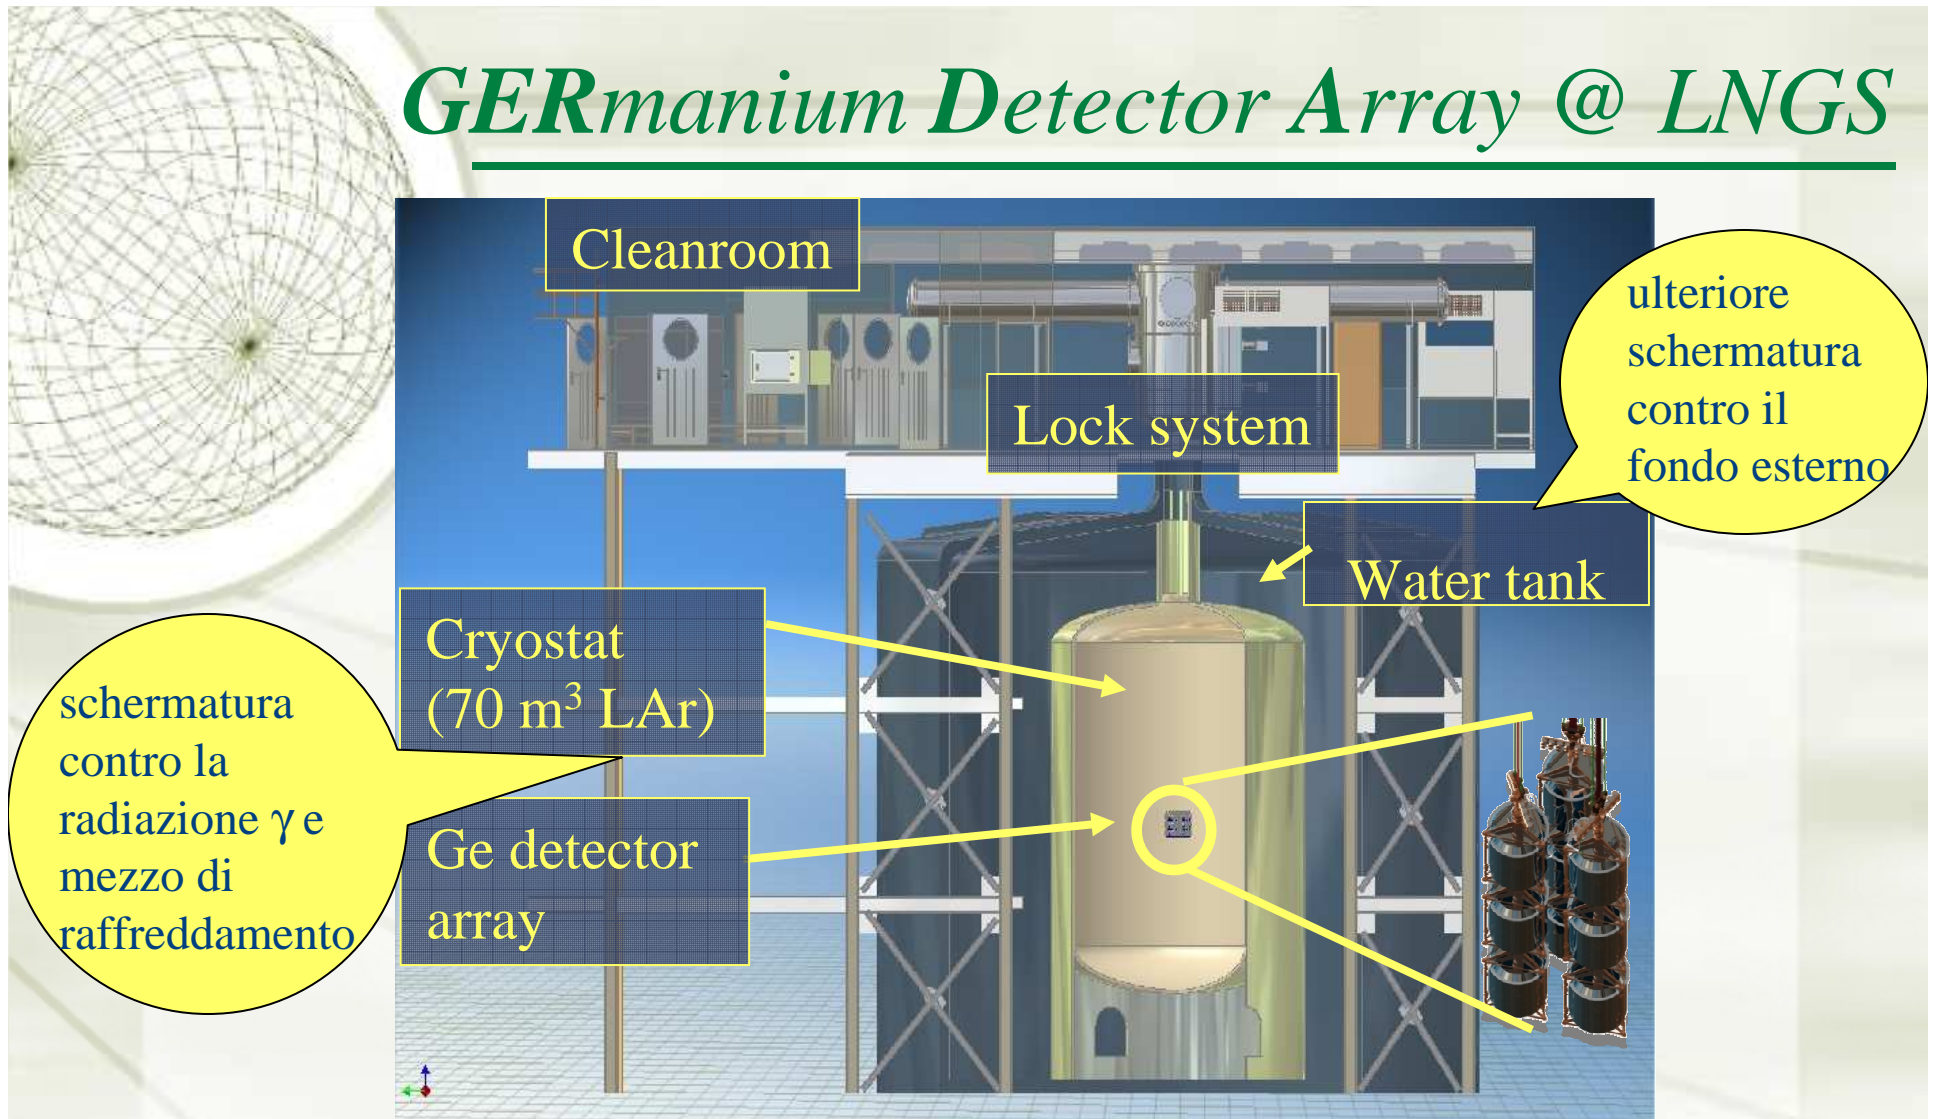 GERmanium Detector Array @ LNGS
Cleanroom
ulteriore
schermatura
contro il
fondo esterno
Lock system
Water tank
Cryostat
(70 m³ LAr)
schermatura
contro la
radiazione γ e
mezzo di
raffreddamento
Ge detector
array